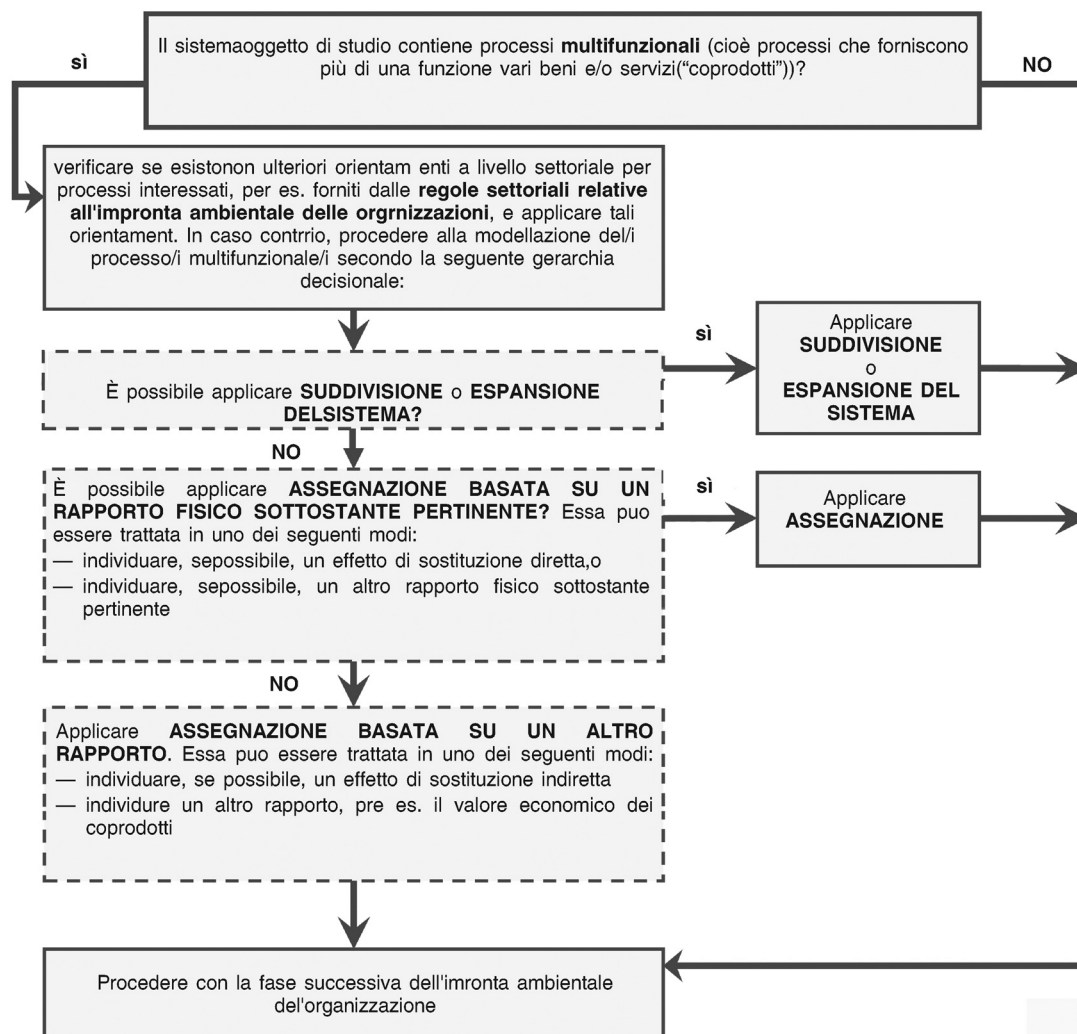 Il sistemaoggetto di studio contiene processi multifunzionali (cioè processi che forniscono
più di una funzione vari beni e/o servizi(“coprodotti”))?
sì
NO
verificare se esistonon ulteriori orientam enti a livello settoriale per
processi interessati, per es. forniti dalle regole settoriali relative
all'impronta ambientale delle orgrnizzazioni, e applicare tali
orientament. In caso contrrio, procedere alla modellazione del/i
processo/i multifunzionale/i secondo la seguente gerarchia
decisionale:
È possibile applicare SUDDIVISIONE o ESPANSIONE
DELSISTEMA?
sì
Applicare
SUDDIVISIONE
o
ESPANSIONE DEL
SISTEMA
NO
È possibile applicare ASSEGNAZIONE BASATA SU UN
RAPPORTO FISICO SOTTOSTANTE PERTINENTE? Essa puo
essere trattata in uno dei seguenti modi:
— individuare, sepossibile, un effetto di sostituzione diretta,o
— individuare, sepossibile, un altro rapporto fisico sottostante
pertinente
sì
Applicare
ASSEGNAZIONE
NO
Applicare ASSEGNAZIONE BASATA SU UN ALTRO
RAPPORTO. Essa puo essere trattata in uno dei seguenti modi:
— individuare, se possibile, un effetto di sostituzione indiretta
— individure un altro rapporto, pre es. il valore economico dei
coprodotti
Procedere con la fase successiva dell'imronta ambientale
del'organizzazione